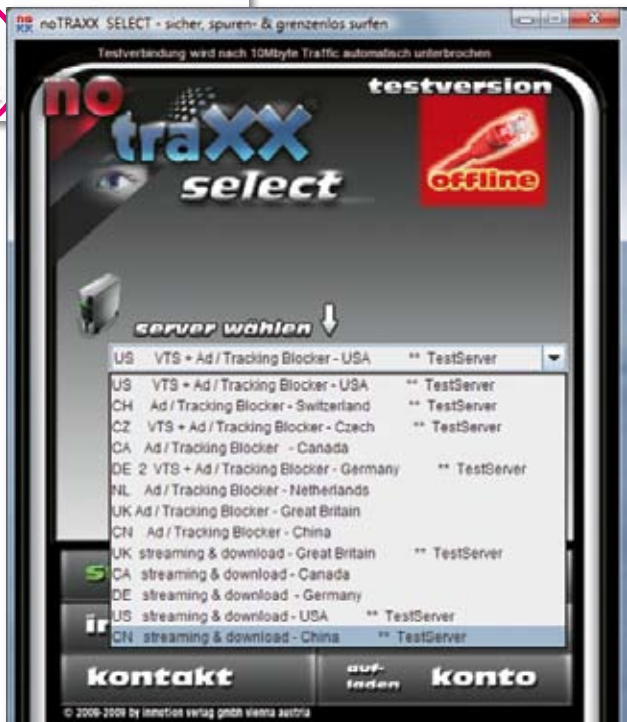 noTRAXX SELECT - sicher, spuren- & grenzenlos surfen
Testverbindung wird nach 10Mbyte Traffic automatisch unterbrochen
testversion
no
traXX
select
offline
server wählen
US VTS + Ad / Tracking Blocker - USA ** TestServer
US VTS + Ad / Tracking Blocker - USA ** TestServer
CH Ad / Tracking Blocker - Switzerland ** TestServer
CZ VTS + Ad / Tracking Blocker - Czech ** TestServer
CA Ad / Tracking Blocker - Canada
DE 2 VTS + Ad / Tracking Blocker - Germany ** TestServer
NL Ad / Tracking Blocker - Netherlands
UK Ad / Tracking Blocker - Great Britain
CN Ad / Tracking Blocker - China
UK streaming & download - Great Britain ** TestServer
CA streaming & download - Canada
DE streaming & download - Germany
US streaming & download - USA ** TestServer
CN streaming & download - China ** TestServer
kontakt
auf-
laden
konto
by inmotion verlag gmbh vienna austria